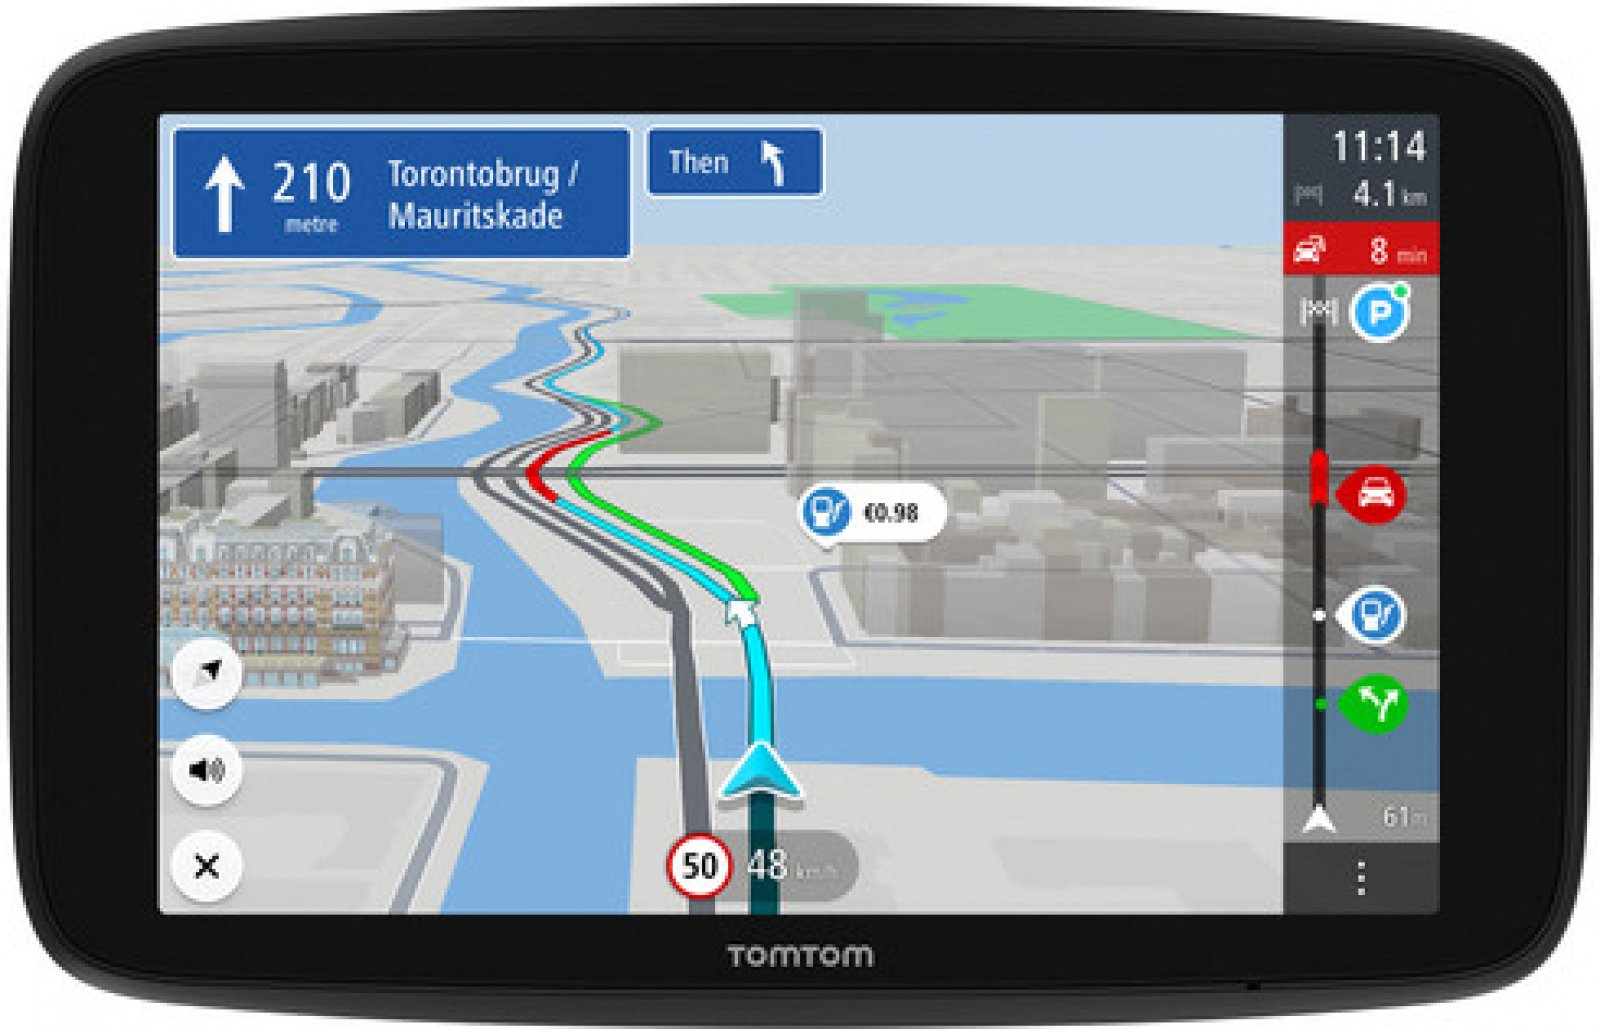 210
metre
Torontobrug /
Mauritskade
Then
11:14
4.1 km
8 min
P
€0.98
61m
50
48 km/h
TOMTOM